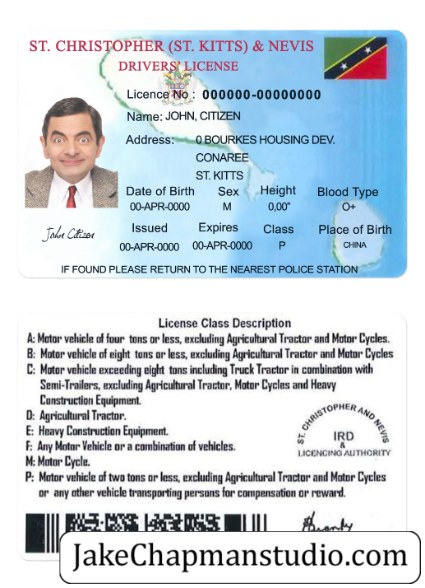 ST. CHRISTOPHER (ST. KITTS) & NEVIS
DRIVERS' LICENSE
Licence No : 000000-00000000
Name: JOHN, CITIZEN
Address: 0 BOURKES HOUSING DEV.
CONAREE
ST. KITTS
Date of Birth Sex Height Blood Type
00-APR-0000 M 0,00" O+
Issued Expires Class Place of Birth
00-APR-0000 00-APR-0000 P CHINA
John Citizen
IF FOUND PLEASE RETURN TO THE NEAREST POLICE STATION
License Class Description
A: Motor vehicle of four tons or less, excluding Agricultural Tractor and Motor Cycles.
B: Motor vehicle of eight tons or less, excluding Agricultural Tractor and Motor Cycles
C: Motor vehicle exceeding eight tons including Truck Tractor in combination with
Semi-Trailers, excluding Agricultural Tractor, Motor Cycles and Heavy
Construction Equipment.
D: Agricultural Tractor.
E: Heavy Construction Equipment.
F: Any Motor Vehicle or a combination of vehicles.
M: Motor Cycle.
P: Motor vehicle of two tons or less, excluding Agricultural Tractor and Motor Cycles
or any other vehicle transporting persons for compensation or reward.
ST. CHRISTOPHER AND NEVIS
IRD
&
LICENCING AUTHORITY
JakeChapmanstudio.com